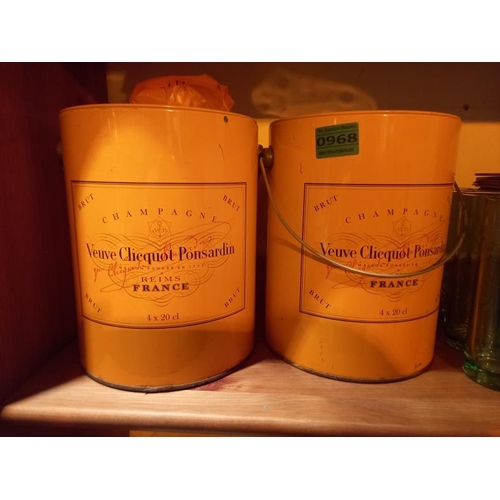 BRUT BRUT
CHAMPAGNE
Veuve Clicquot Ponsardin
REIMS
FRANCE
BRUT BRUT
4 x 20 cl
0968
BRUT
CHAMPAGNE
Veuve Clicquot Ponsardin
FRANCE
BRUT
4 x 20 cl